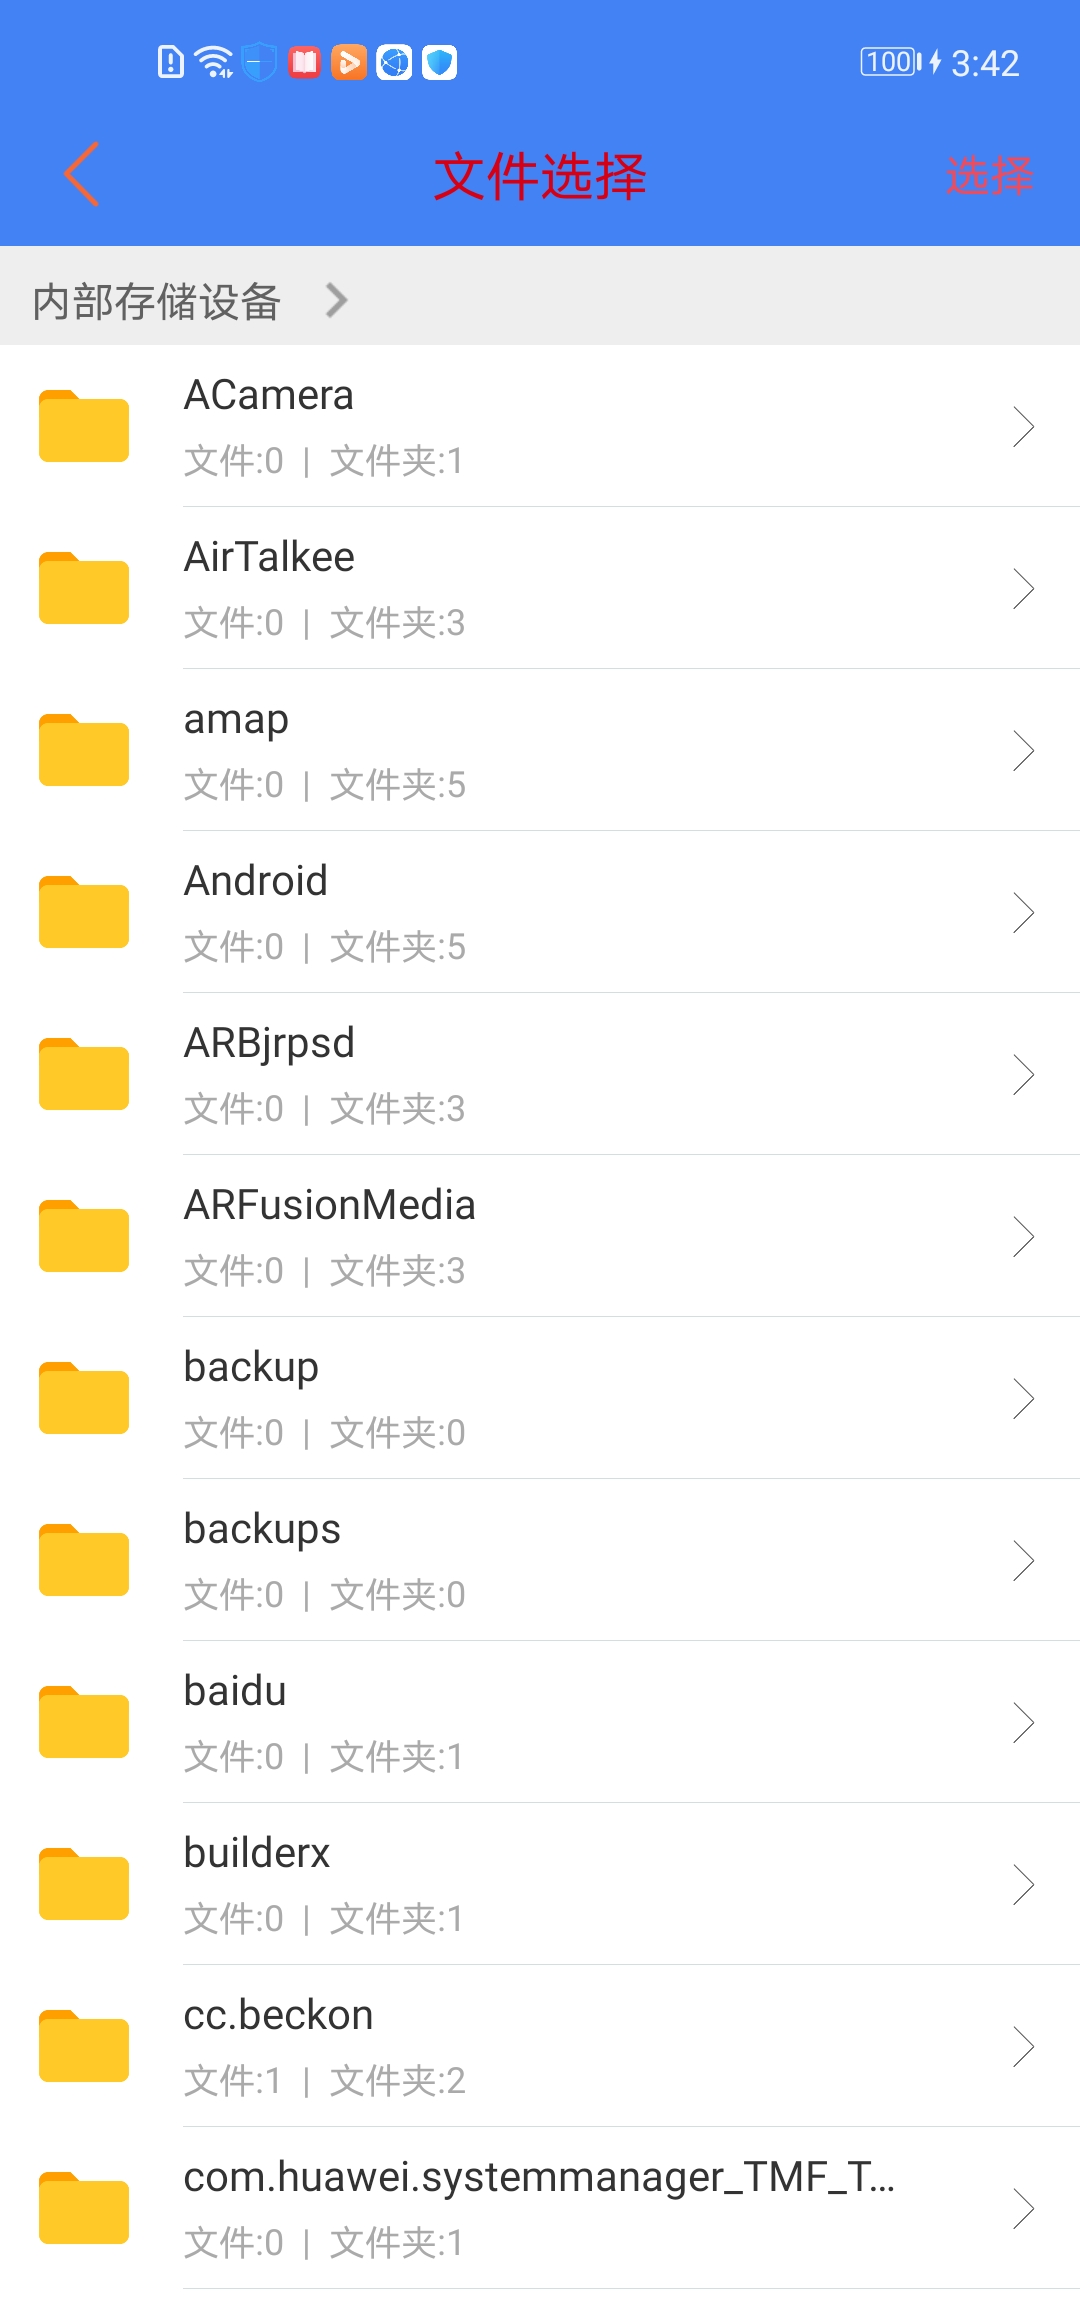 100 3:42
文件选择 选择
内部存储设备
ACamera
文件:0 | 文件夹:1
AirTalkee
文件:0 | 文件夹:3
amap
文件:0 | 文件夹:5
Android
文件:0 | 文件夹:5
ARBjrpsd
文件:0 | 文件夹:3
ARFusionMedia
文件:0 | 文件夹:3
backup
文件:0 | 文件夹:0
backups
文件:0 | 文件夹:0
baidu
文件:0 | 文件夹:1
builderx
文件:0 | 文件夹:1
cc.beckon
文件:1 | 文件夹:2
com.huawei.systemmanager_TMF_T...
文件:0 | 文件夹:1